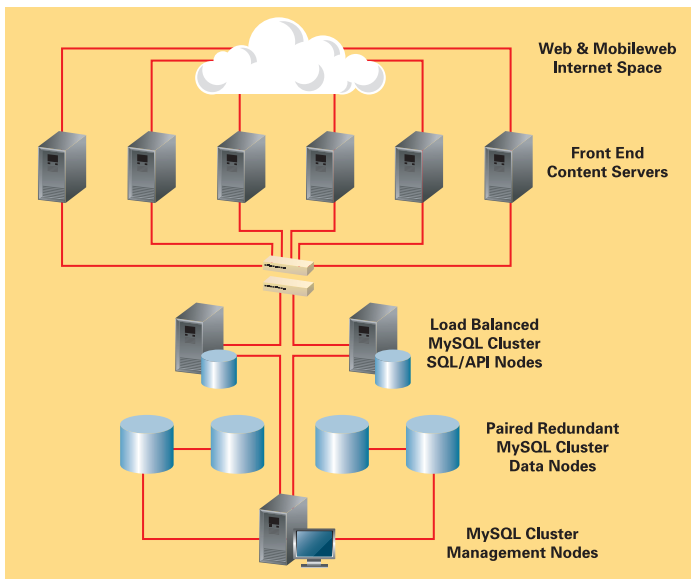 Web & Mobileweb
Internet Space
Front End
Content Servers
Load Balanced
MySQL Cluster
SQL/API Nodes
Paired Redundant
MySQL Cluster
Data Nodes
MySQL Cluster
Management Nodes